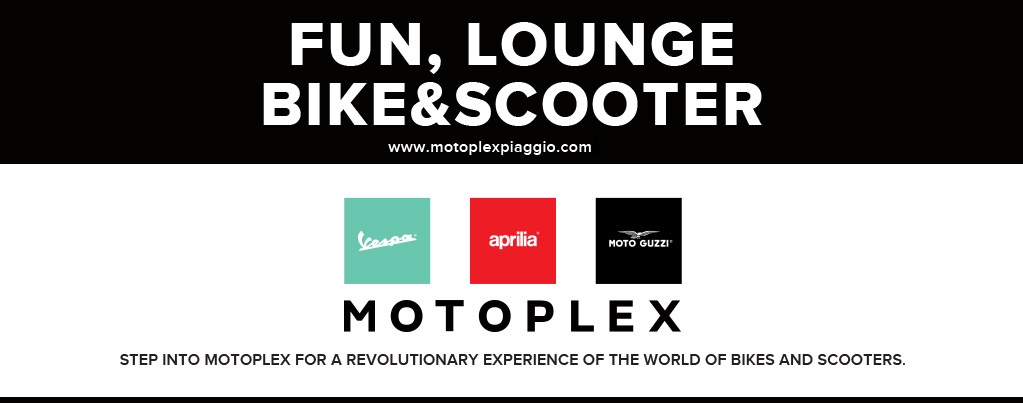 FUN, LOUNGE
BIKE&SCOOTER
www.motoplexpiaggio.com
Vespa
aprilia
MOTO GUZZI
MOTOPLEX
STEP INTO MOTOPLEX FOR A REVOLUTIONARY EXPERIENCE OF THE WORLD OF BIKES AND SCOOTERS.